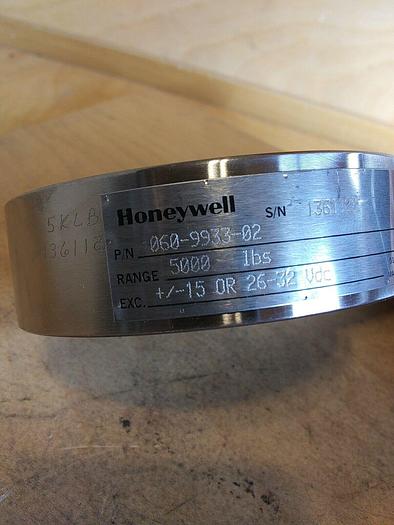 5KLB
Honeywell
S/N
P/N 060-9933-02
RANGE 5000 lbs
EXC. +/-15 OR 26-32 Vdc